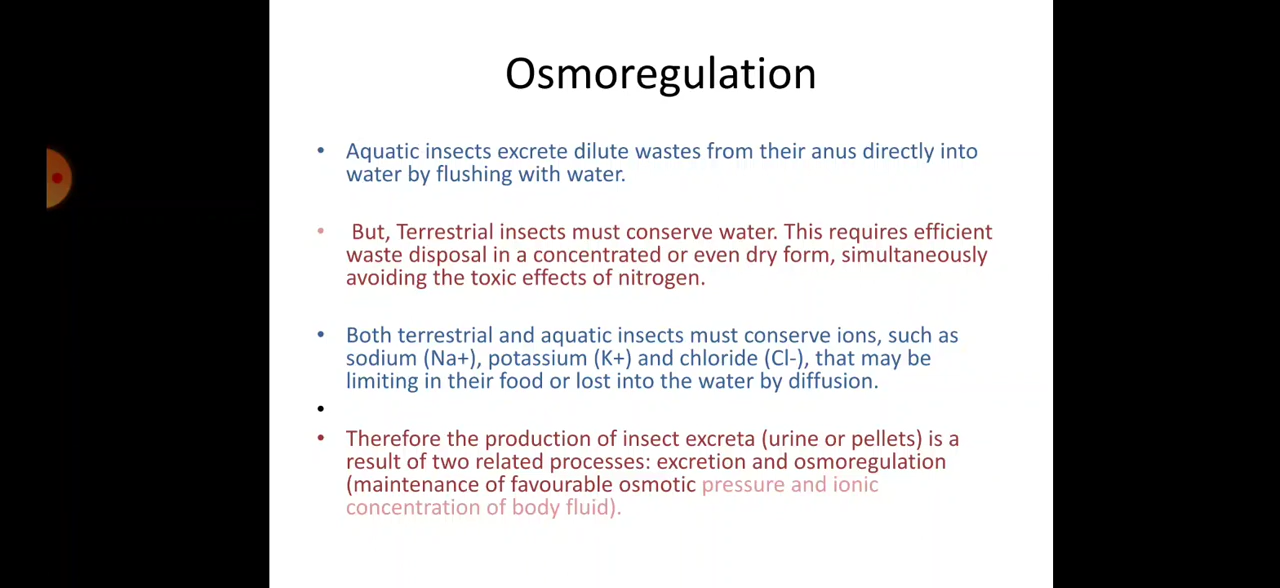 Osmoregulation
• Aquatic insects excrete dilute wastes from their anus directly into
water by flushing with water.
• But, Terrestrial insects must conserve water. This requires efficient
waste disposal in a concentrated or even dry form, simultaneously
avoiding the toxic effects of nitrogen.
• Both terrestrial and aquatic insects must conserve ions, such as
sodium (Na+), potassium (K+) and chloride (Cl-), that may be
limiting in their food or lost into the water by diffusion.
•
• Therefore the production of insect excreta (urine or pellets) is a
result of two related processes: excretion and osmoregulation
(maintenance of favourable osmotic pressure and ionic
concentration of body fluid).